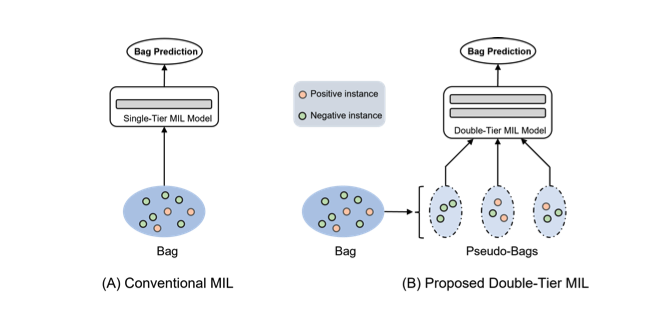 Bag Prediction
Single-Tier MIL Model
Bag
(A) Conventional MIL
Positive instance
Negative instance
Bag Prediction
Double-Tier MIL Model
Bag
Pseudo-Bags
(B) Proposed Double-Tier MIL